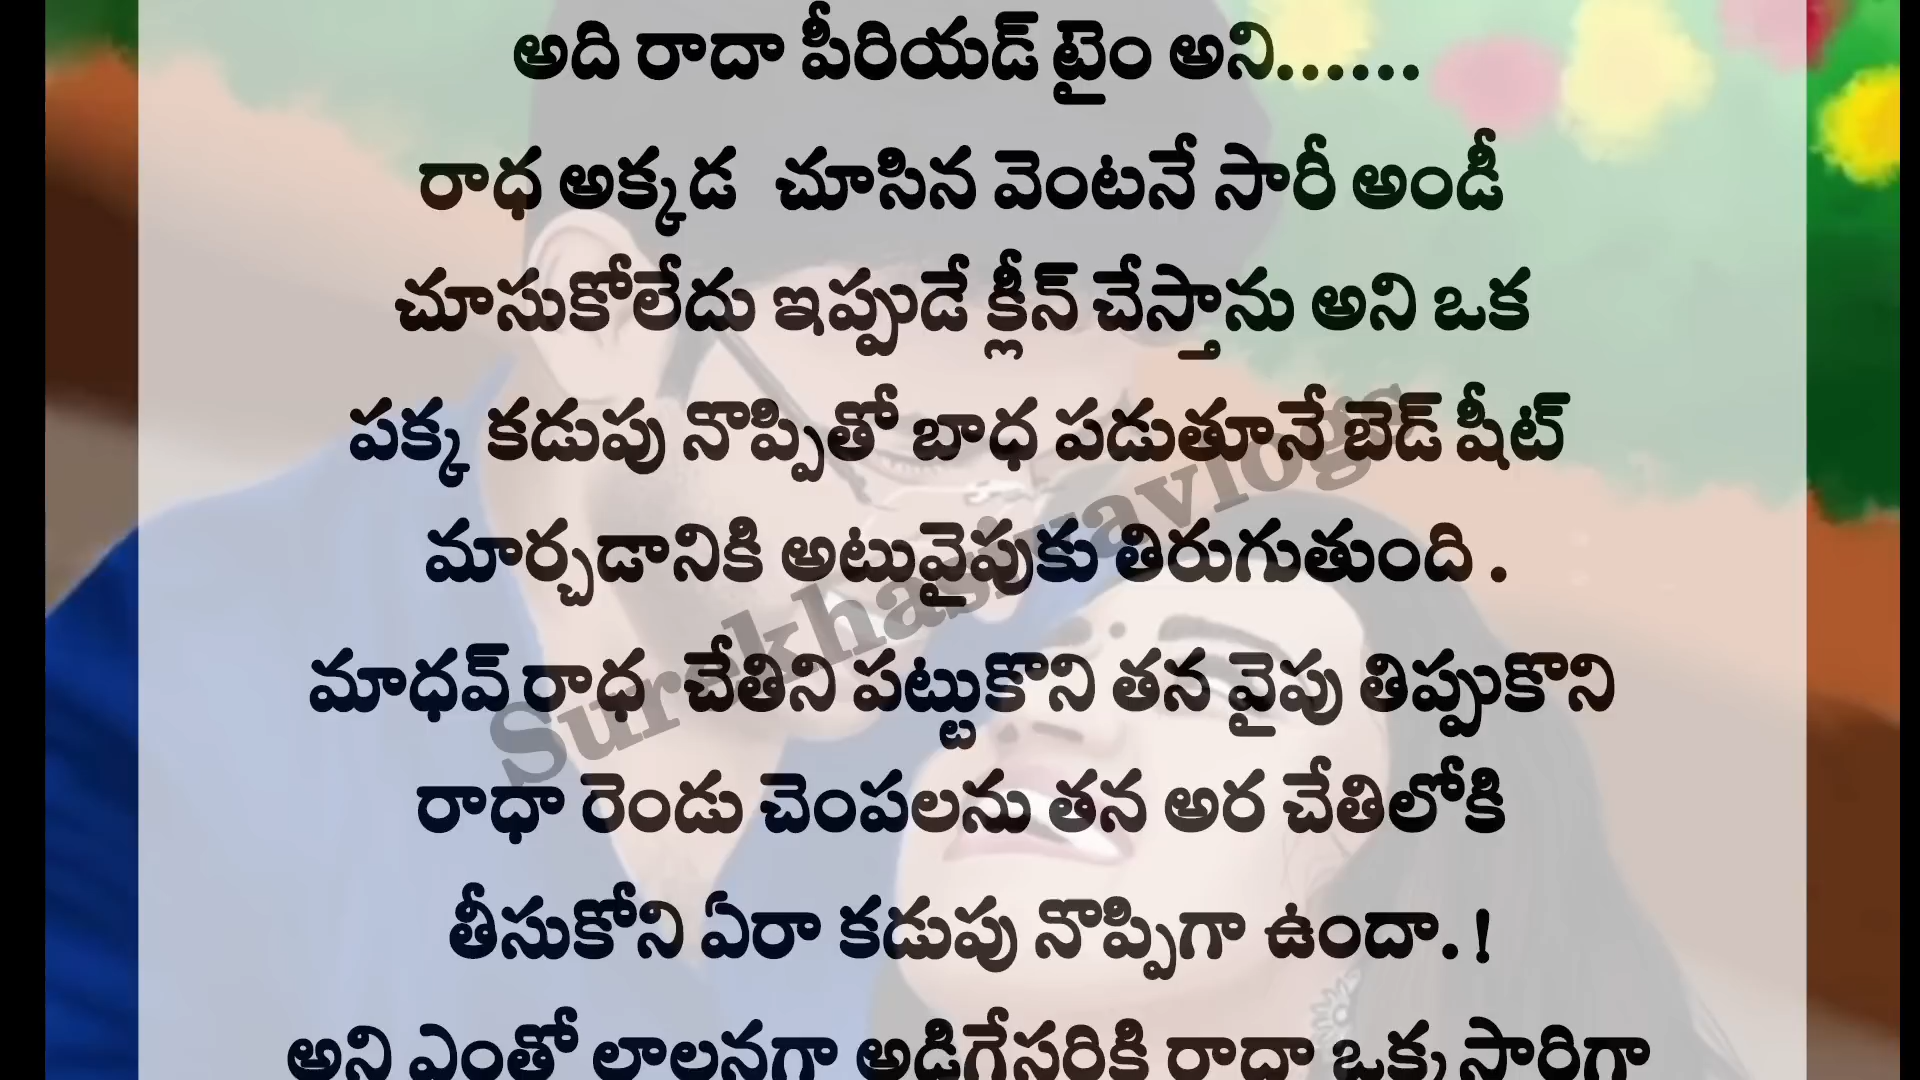 అది రాదా పీరియడ్ టైం అని......
రాధ అక్కడ చూసిన వెంటనే సారీ అండీ
చూసుకోలేదు ఇప్పుడే క్లీన్ చేస్తాను అని ఒక
పక్క కడుపు నొప్పితో బాధ పడుతూనే బెడ్ షీట్
మార్చడానికి అటువైపుకు తిరుగుతుంది .
మాధవ్ రాధ చేతిని పట్టుకొని తన వైపు తిప్పుకొని
రాధా రెండు చెంపలను తన అర చేతిలోకి
తీసుకోని ఏరా కడుపు నొప్పిగా ఉందా. !
అని ఎంతో లాలనగా అడిగేసరికి రాధా ఒక్కసారిగా
Surekhasivavlogs